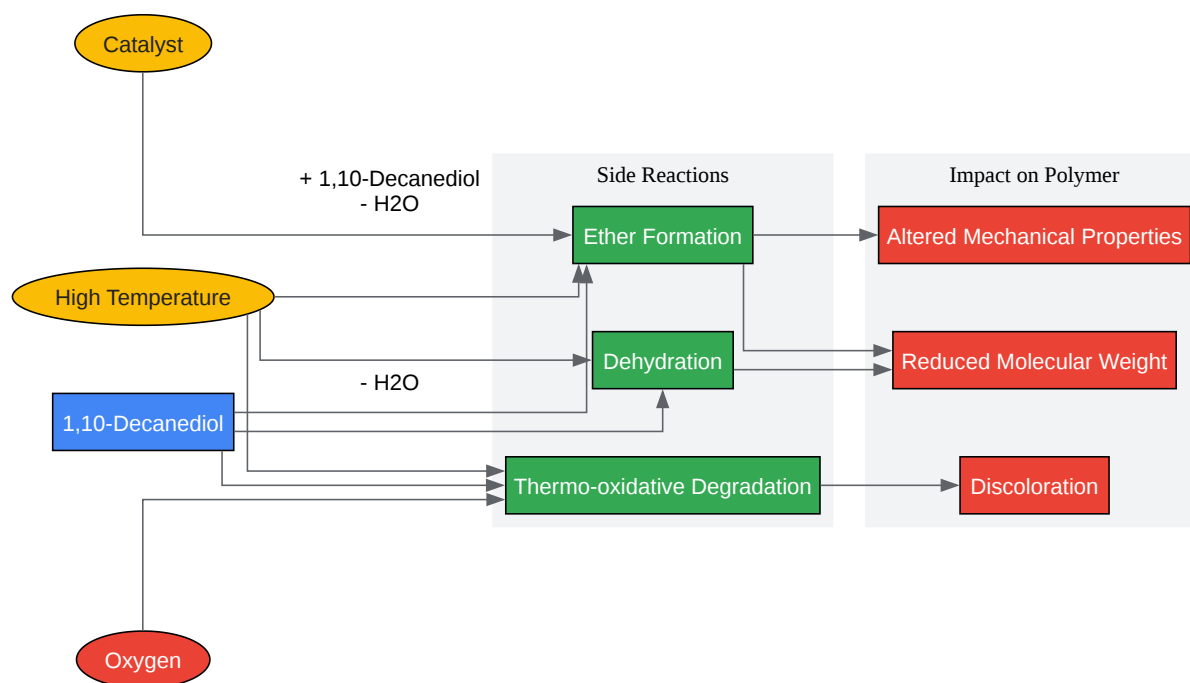 Catalyst
+ 1,10-Decanediol
- H2O
Side Reactions
Impact on Polymer
Ether Formation
Altered Mechanical Properties
High Temperature
Dehydration
Reduced Molecular Weight
- H2O
1,10-Decanediol
Thermo-oxidative Degradation
Discoloration
Oxygen